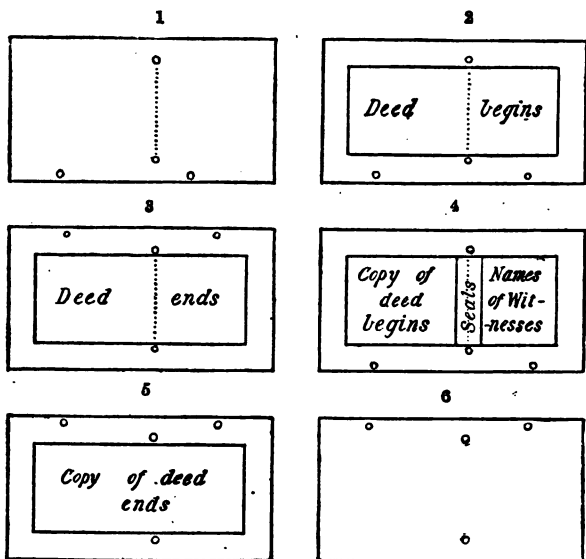 1
2
Deed begins
3
Deed ends
4
Copy of
deed
begins
Seals
Names
of Wit-
-nesses
5
Copy of deed
ends
6